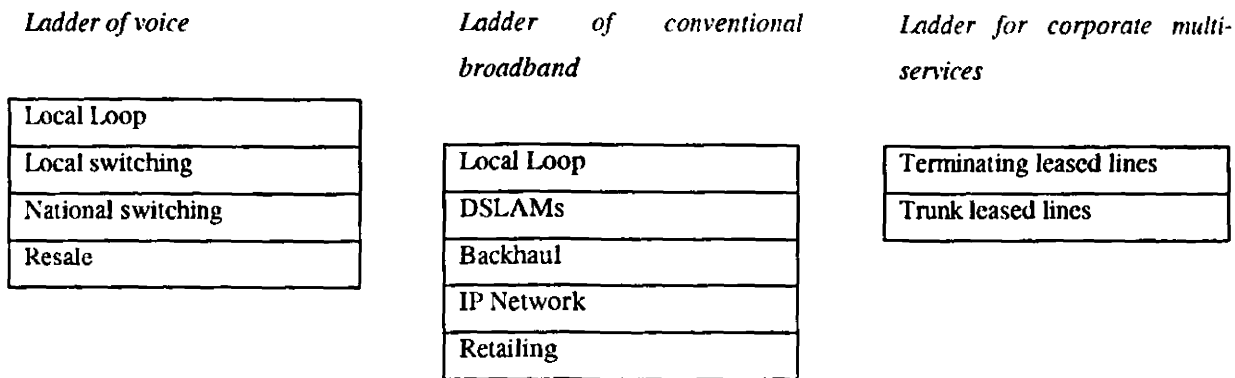 Ladder of voice
Local Loop
Local switching
National switching
Resale
Ladder of conventional
broadband
Local Loop
DSLAMs
Backhaul
IP Network
Retailing
Ladder for corporate multi-
services
Terminating leased lines
Trunk leased lines